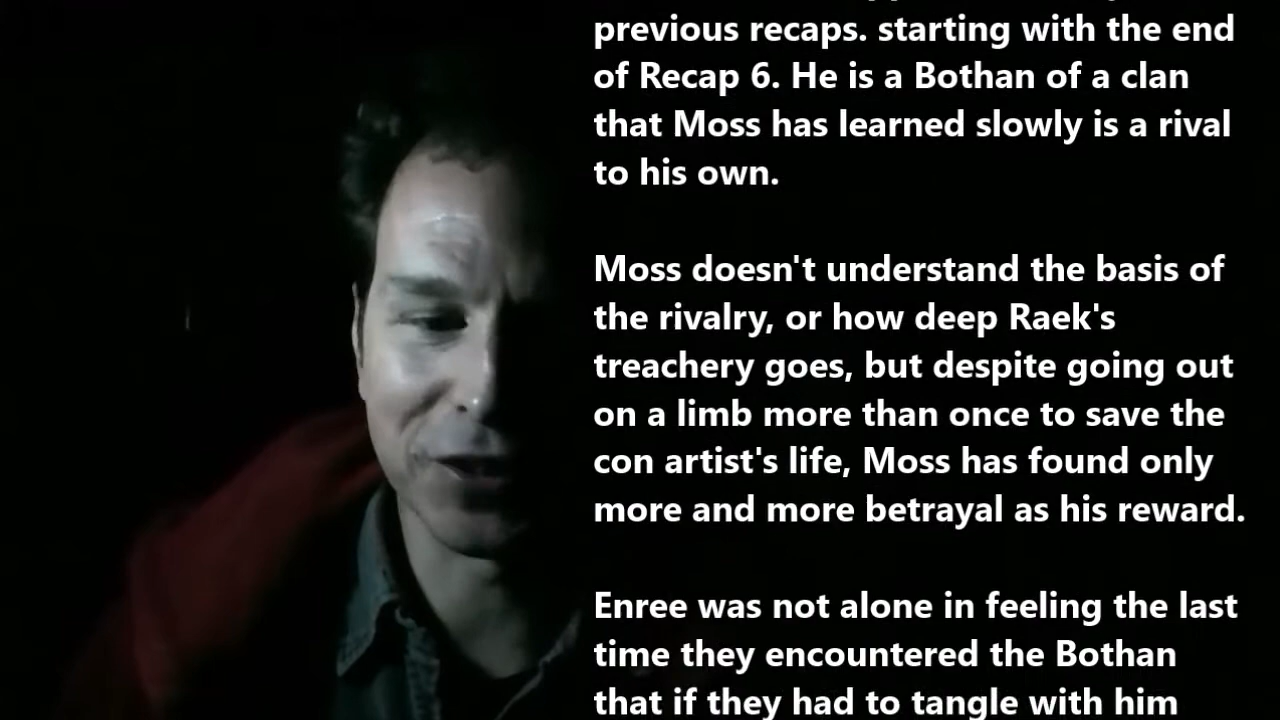 previous recaps. starting with the end
of Recap 6. He is a Bothan of a clan
that Moss has learned slowly is a rival
to his own.
Moss doesn't understand the basis of
the rivalry, or how deep Raek's
treachery goes, but despite going out
on a limb more than once to save the
con artist's life, Moss has found only
more and more betrayal as his reward.
Enree was not alone in feeling the last
time they encountered the Bothan
that if they had to tangle with him